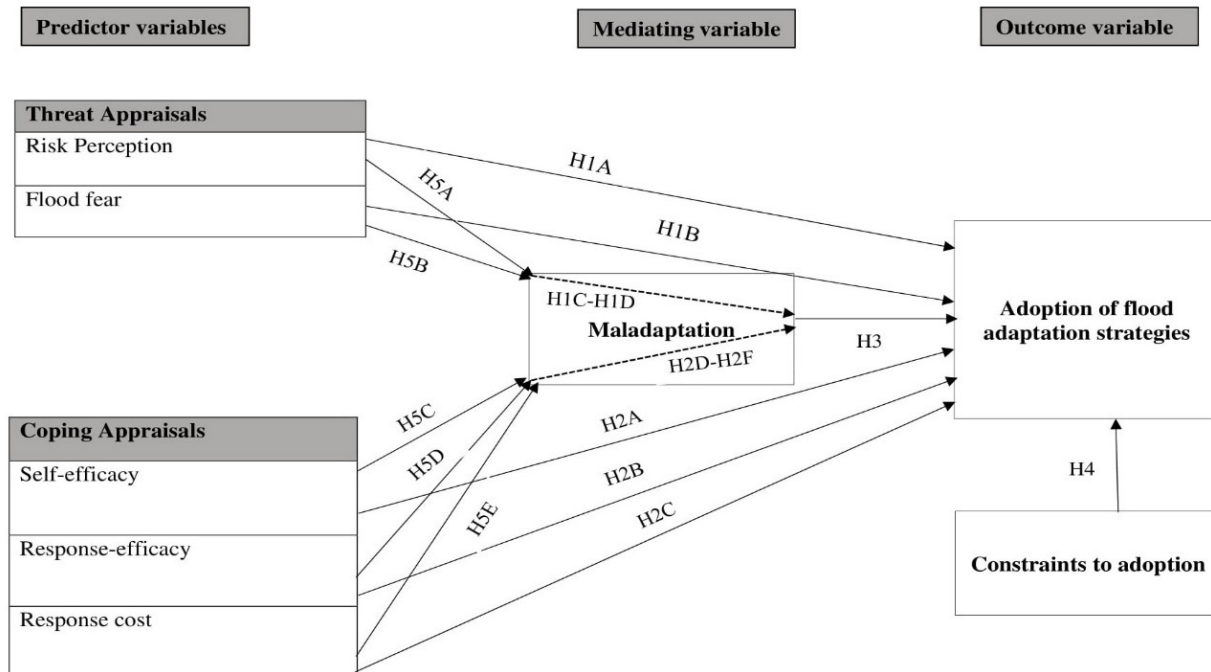 Predictor variables
Mediating variable
Outcome variable
Threat Appraisals
Risk Perception
Flood fear
H1A
H5A
H1B
H5B
H1C-H1D
Maladaptation
H2D-H2F
H3
Adoption of flood
adaptation strategies
Coping Appraisals
Self-efficacy
Response-efficacy
Response cost
H5C
H5D
H5E
H2A
H2B
H2C
H4
Constraints to adoption